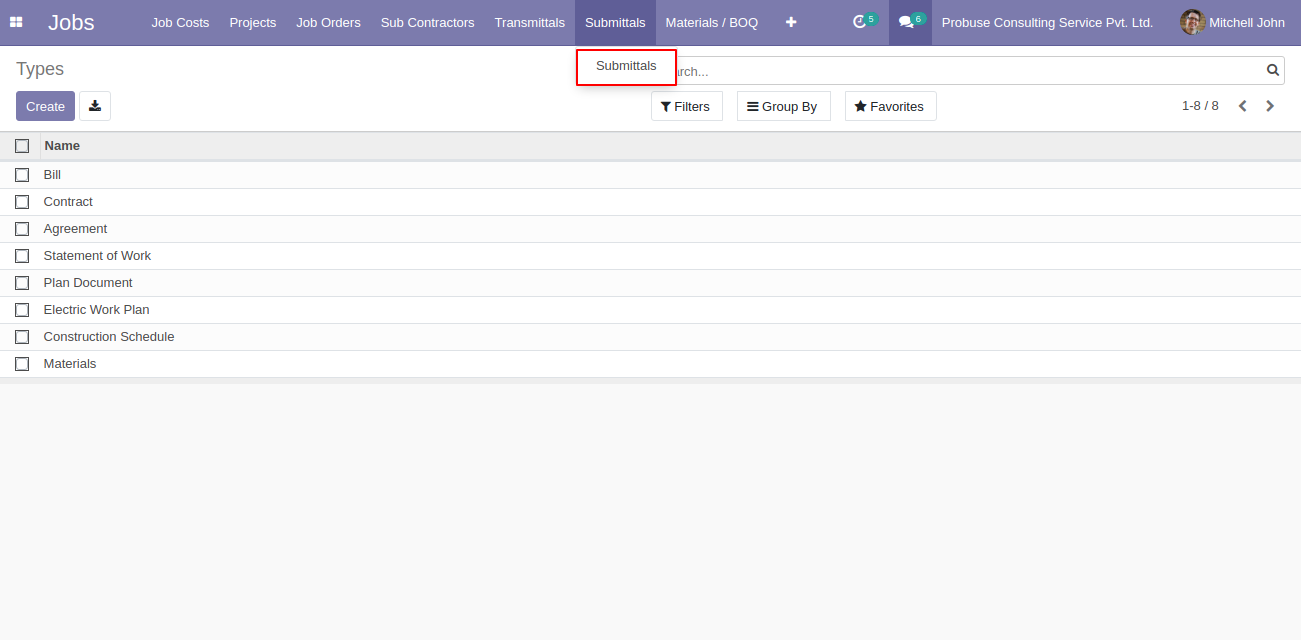 Jobs Job Costs Projects Job Orders Sub Contractors Transmittals Submittals Materials / BOQ 5 6 Probuse Consulting Service Pvt. Ltd. Mitchell John
Types Submittals rch...
Create Filters Group By Favorites 1-8 / 8
Name
Bill
Contract
Agreement
Statement of Work
Plan Document
Electric Work Plan
Construction Schedule
Materials